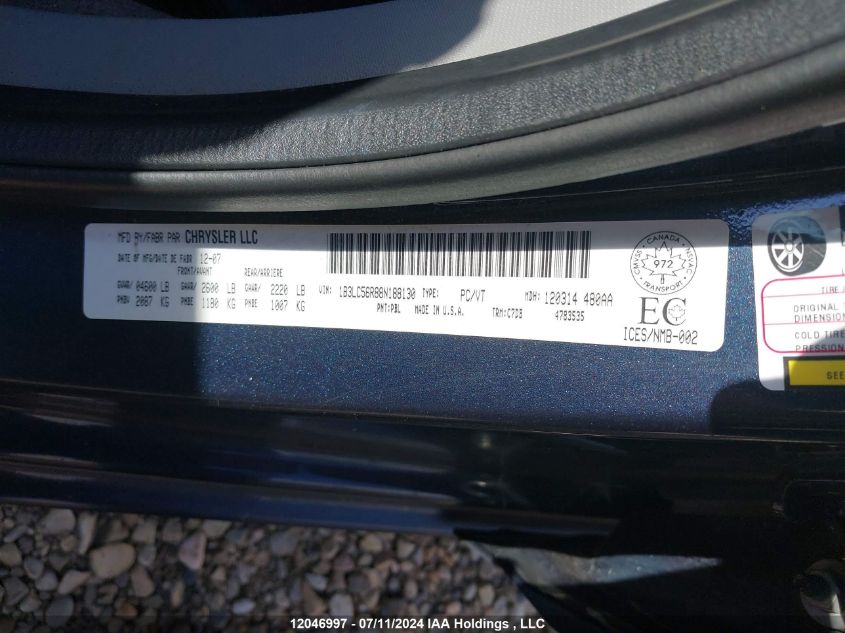 MFD BY/FABR PAR CHRYSLER LLC
DATE OF MFG/DATE DE FABR 12-07
FRONT/AVANT REAR/ARRIERE
GVWR/ 04600 LB GAWR/ 2600 LB GAWR/ 2220 LB
PNBV 2087 KG PNBE 1180 KG PNBE 1007 KG
VIN: 1B3LC56R88N188130 TYPE: PC/VT MDH: 120314 480AA
PNT: PBL MADE IN U.S.A. TRM: C7D3 4783535
CANADA
CMVSS NSVAC
972
TRANSPORT
EC
ICES/NMB-002
TIRE
ORIGINAL
DIMENSION
COLD TIRE
PRESSION
SEE
12046997 - 07/11/2024 IAA Holdings, LLC